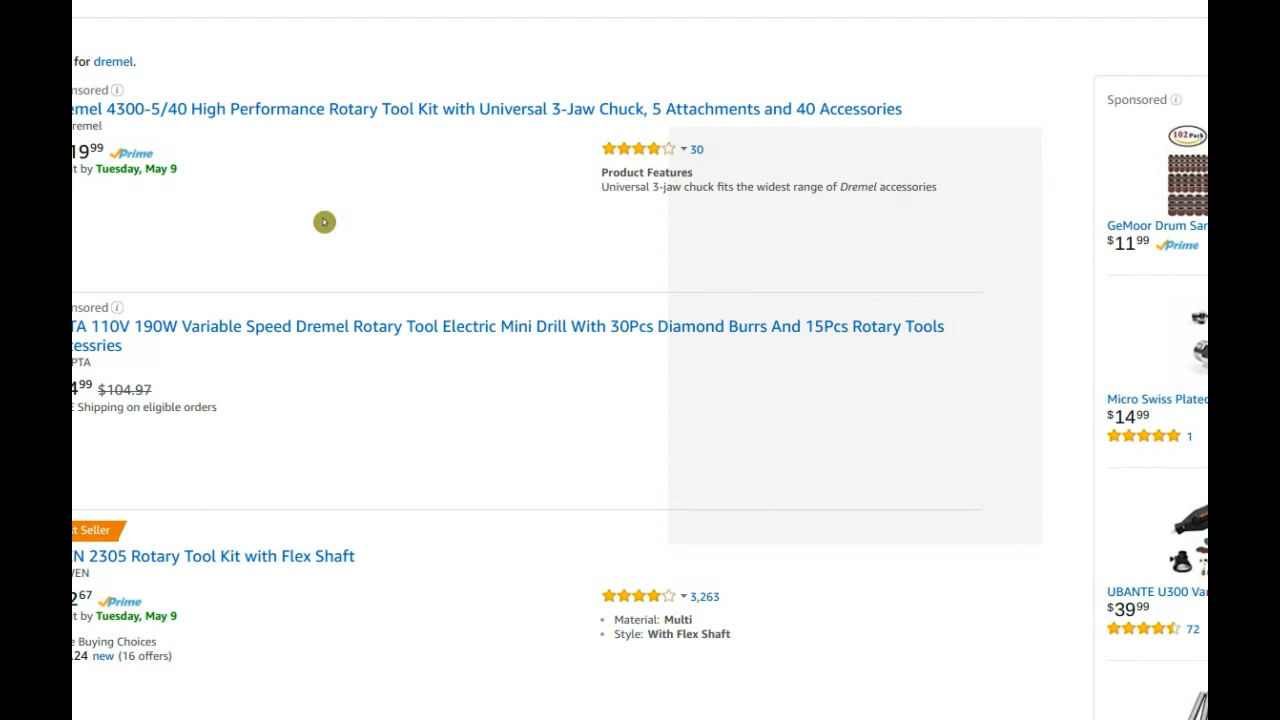 for dremel.
nsored
emel 4300-5/40 High Performance Rotary Tool Kit with Universal 3-Jaw Chuck, 5 Attachments and 40 Accessories
remel
19 99 Prime
t by Tuesday, May 9
30
Product Features
Universal 3-jaw chuck fits the widest range of Dremel accessories
nsored
TA 110V 190W Variable Speed Dremel Rotary Tool Electric Mini Drill With 30Pcs Diamond Burrs And 15Pcs Rotary Tools
essries
PTA
4 99 $104.97
E Shipping on eligible orders
t Seller
N 2305 Rotary Tool Kit with Flex Shaft
VEN
2 67 Prime
t by Tuesday, May 9
e Buying Choices
.24 new (16 offers)
3,263
Material: Multi
Style: With Flex Shaft
Sponsored
102 Pack
GeMoor Drum San
$11 99 Prime
Micro Swiss Plated
$14 99
1
UBANTE U300 Va
$39 99
72